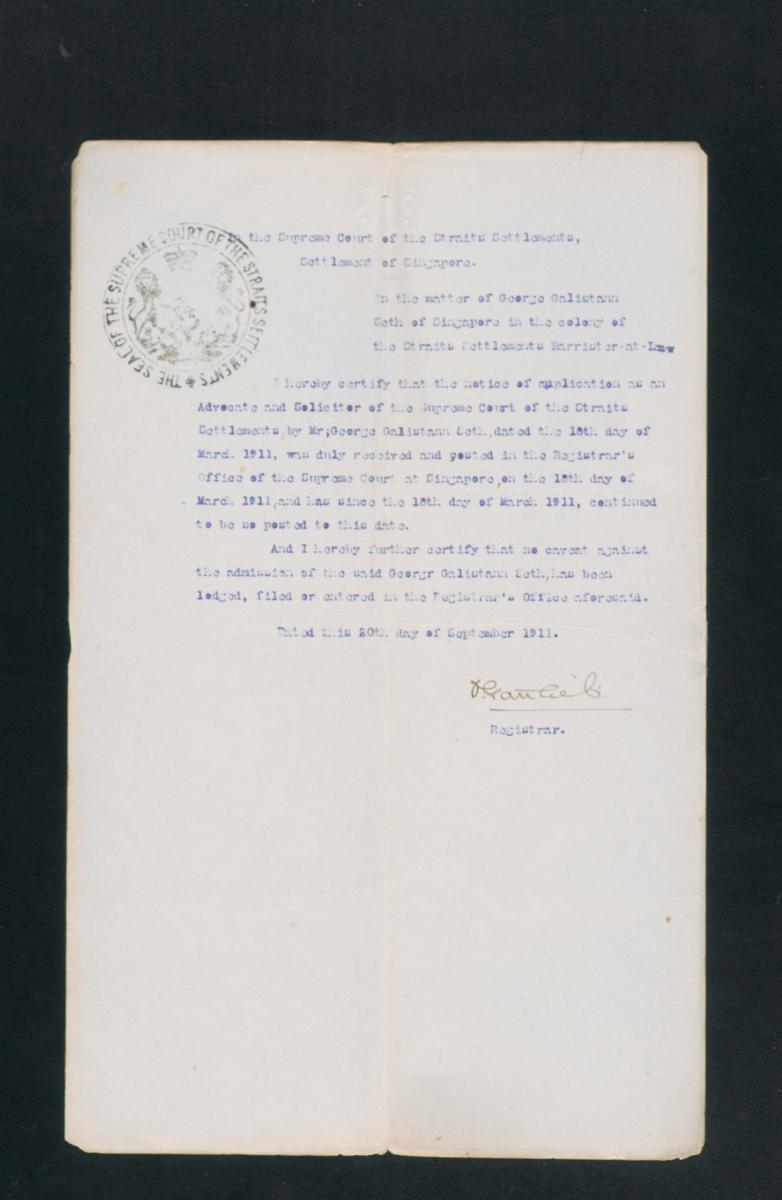 THE SEAL OF THE SUPREME COURT OF THE STRAITS SETTLEMENTS
In the Supreme Court of the Straits Settlements,
Settlement of Singapore.
In the matter of George Galistann
Seth of Singapore in the colony of
the Straits Settlements Barrister-at-Law
I hereby certify that the notice of application as an
Advocate and Solicitor of the Supreme Court of the Straits
Settlements,by Mr;George Galistann Seth,dated the 18th day of
March 1911, was duly received and posted in the Registrar's
Office of the Supreme Court at Singapore,on the 18th day of
March 1911,and has since the 18th day of March 1911, continued
to be so posted to this date.
And I hereby further certify that no caveat against
the admission of the said Georgr Galistann Seth,has been
lodged, filed or entered in the Registrar's Office aforesaid.
Dated this 20th day of September 1911.
Registrar.